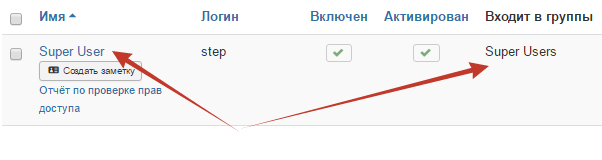 Имя Логин Включен Активирован Входит в группы
Super User step Super Users
Создать заметку
Отчёт по проверке прав
доступа